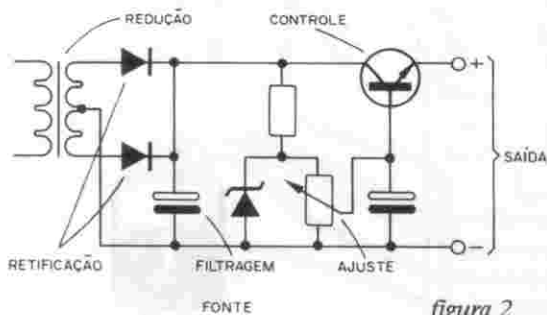 REDUÇÃO
CONTROLE
+
SAÍDA
−
RETIFICAÇÃO
FILTRAGEM
AJUSTE
FONTE
figura 2